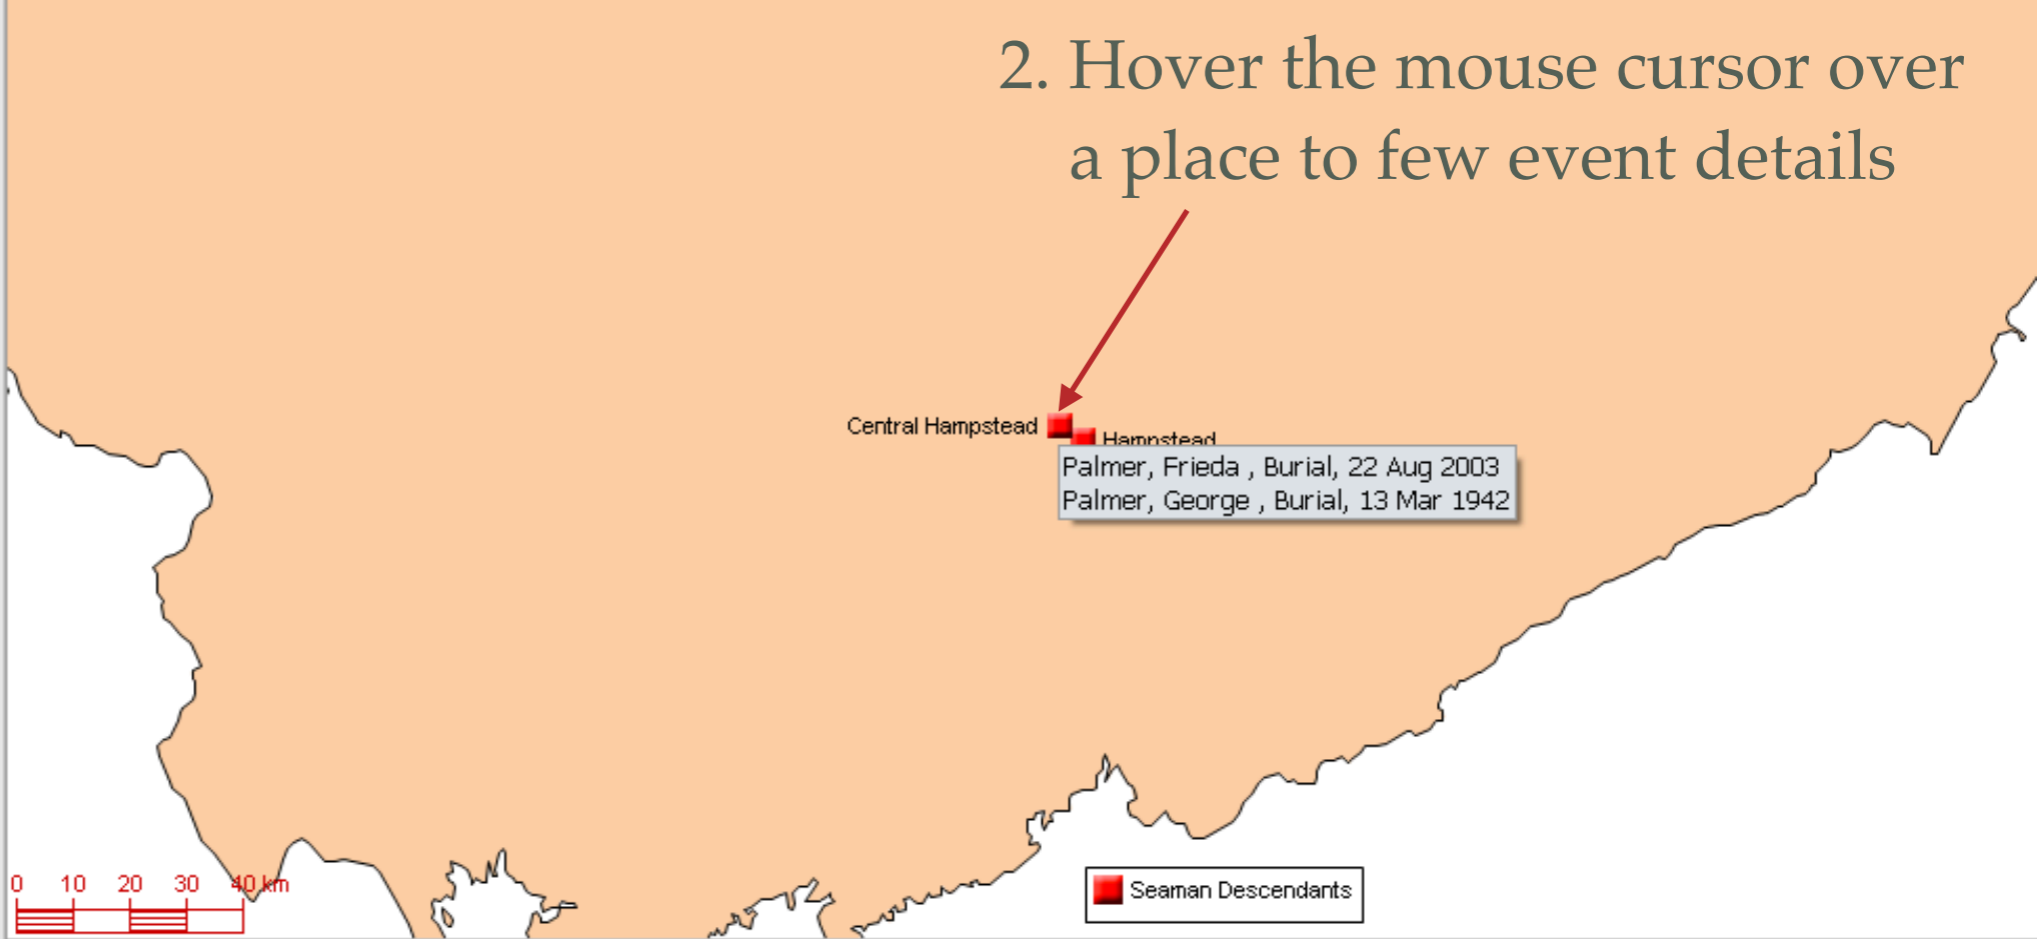 2. Hover the mouse cursor over
a place to few event details
Central Hampstead
Hampstead
Palmer, Frieda , Burial, 22 Aug 2003
Palmer, George , Burial, 13 Mar 1942
0 10 20 30 40 km
Seaman Descendants